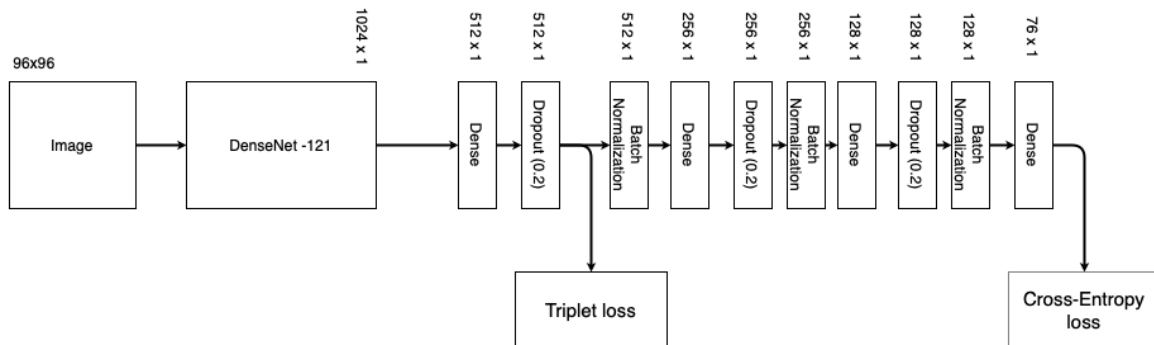 1024 x 1
512 x 1
512 x 1
512 x 1
256 x 1
256 x 1
256 x 1
128 x 1
128 x 1
128 x 1
76 x 1
96x96
Image
DenseNet -121
Dense
Dropout (0.2)
Batch
Normalization
Dense
Dropout (0.2)
Batch
Normalization
Dense
Dropout (0.2)
Batch
Normalization
Dense
Triplet loss
Cross-Entropy
loss